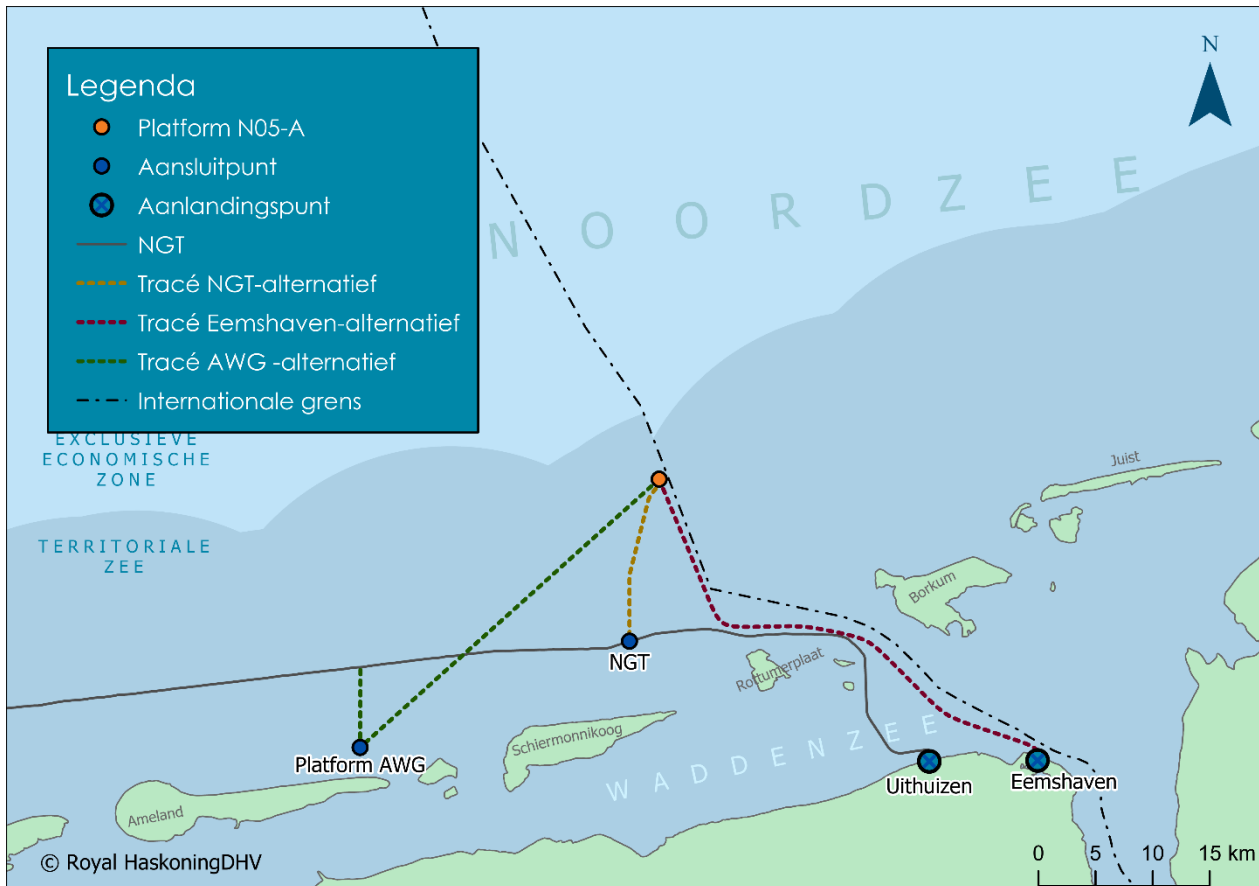 N
Legenda
Platform N05-A
Aansluitpunt
Aanlandingspunt
NGT
Tracé NGT-alternatief
Tracé Eemshaven-alternatief
Tracé AWG -alternatief
Internationale grens
NOORDZEE
EXCLUSIEVE
ECONOMISCHE
ZONE
TERRITORIALE
ZEE
Juist
Borkum
NGT
Rottumerplaat
Schiermonnikoog
Platform AWG
WADDENZEE
Uithuizen
Eemshaven
Ameland
© Royal HaskoningDHV
0 5 10 15 km